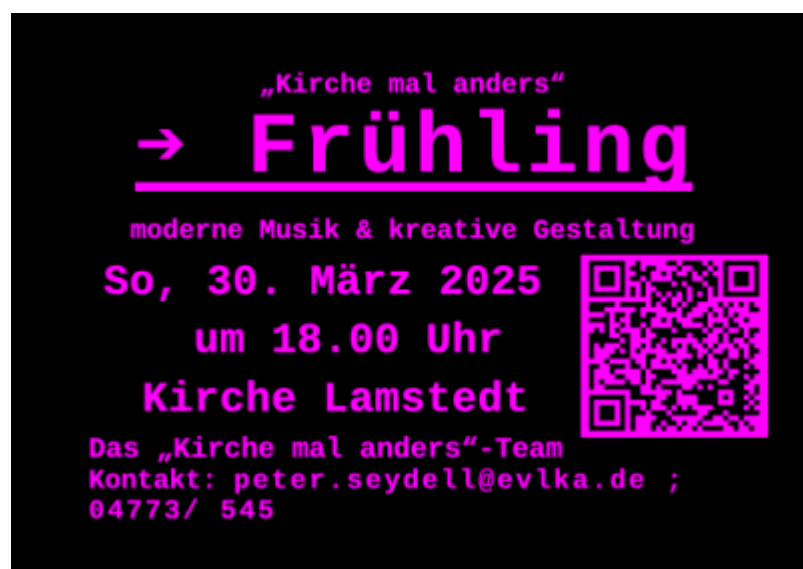 „Kirche mal anders“
➔ Frühling
moderne Musik & kreative Gestaltung
So, 30. März 2025
um 18.00 Uhr
Kirche Lamstedt
Das „Kirche mal anders“-Team
Kontakt: peter.seydell@evlka.de ;
04773/ 545